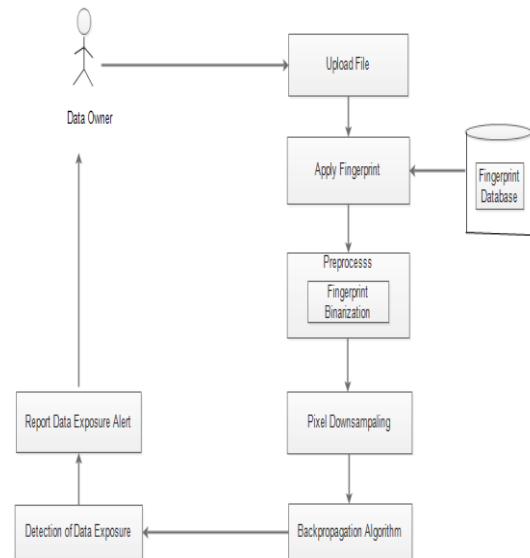 Upload File
Data Owner
Apply Fingerprint
Fingerprint
Database
Preprocesss
Fingerprint
Binarization
Report Data Exposure Alert
Pixel Downsampaling
Detection of Data Exposure
Backpropagation Algorithm